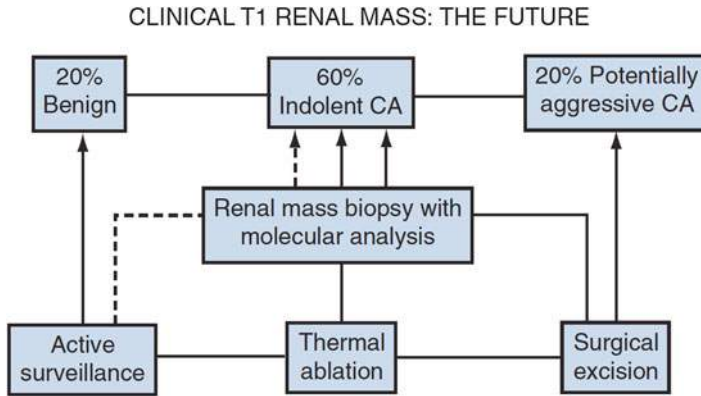 CLINICAL T1 RENAL MASS: THE FUTURE
20%
Benign
60%
Indolent CA
20% Potentially
aggressive CA
Renal mass biopsy with
molecular analysis
Active
surveillance
Thermal
ablation
Surgical
excision